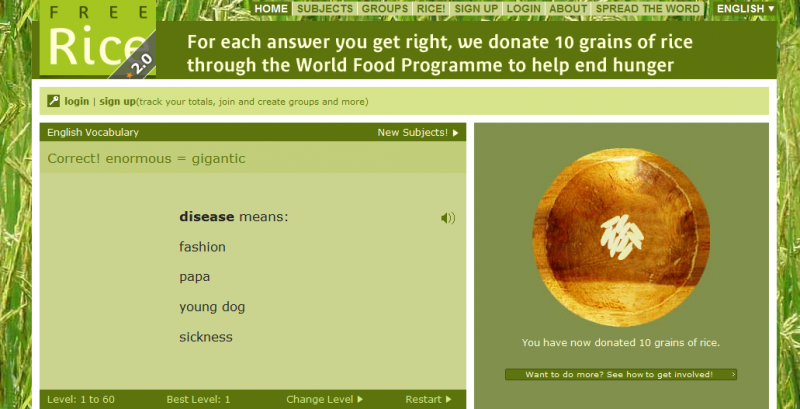 FREE
Rice
2.0
HOME | SUBJECTS | GROUPS | RICE! | SIGN UP | LOGIN | ABOUT | SPREAD THE WORD | ENGLISH ▼
For each answer you get right, we donate 10 grains of rice
through the World Food Programme to help end hunger
login | sign up(track your totals, join and create groups and more)
English Vocabulary
New Subjects! ▶
Correct! enormous = gigantic
disease means:
fashion
papa
young dog
sickness
Level: 1 to 60
Best Level: 1
Change Level ▶
Restart ▶
You have now donated 10 grains of rice.
Want to do more? See how to get involved! >